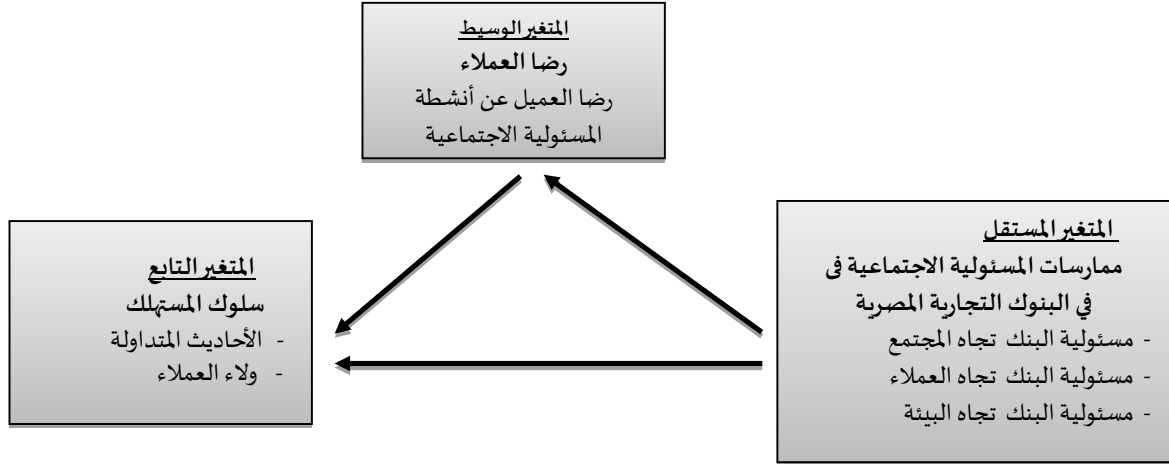 المتغير الوسيط
رضا العملاء
رضا العميل عن أنشطة
المسئولية الاجتماعية
المتغير المستقل
ممارسات المسئولية الاجتماعية فى
في البنوك التجارية المصرية
- مسئولية البنك تجاه المجتمع
- مسئولية البنك تجاه العملاء
- مسئولية البنك تجاه البيئة
المتغير التابع
سلوك المستهلك
- الأحاديث المتداولة
- ولاء العملاء